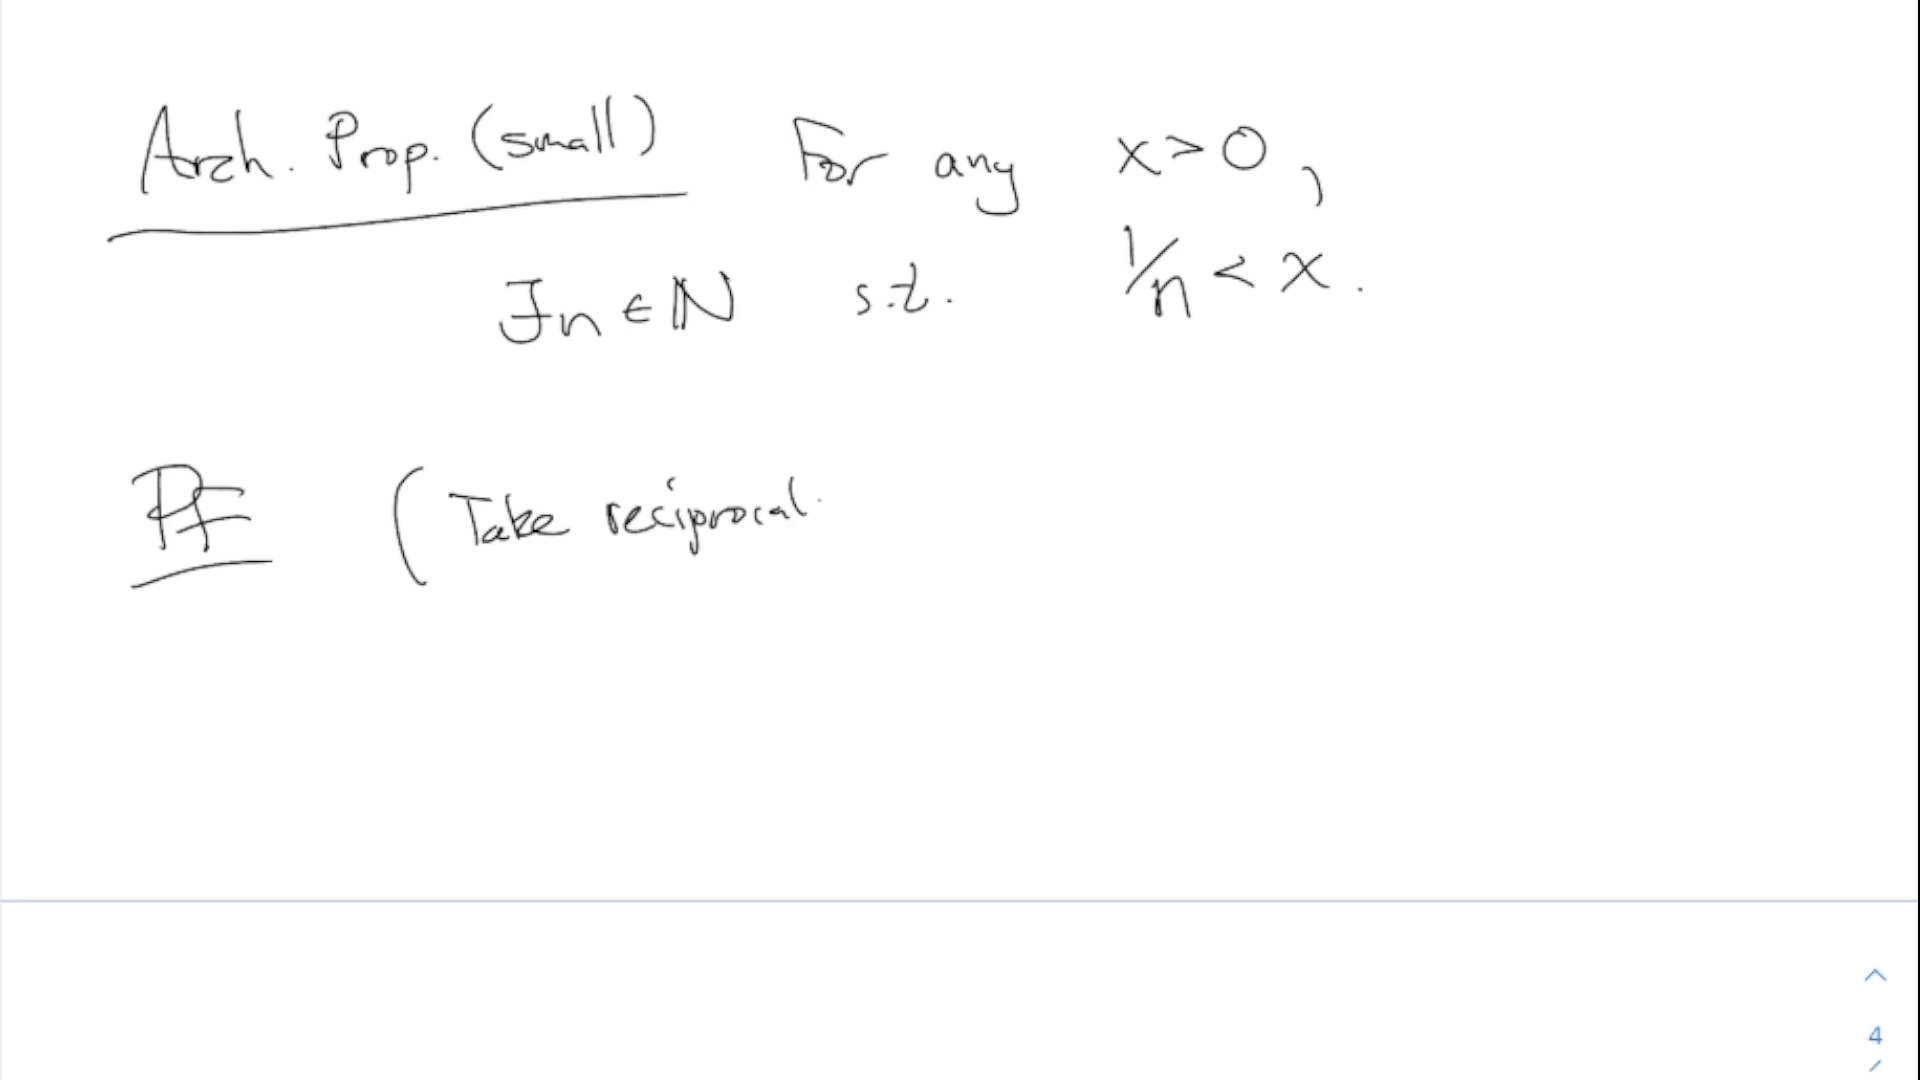 Arch. Prop. (small) For any x>0,
∃n∈ℕ s.t. 1/n < x.
Pf (Take reciprocal.
4